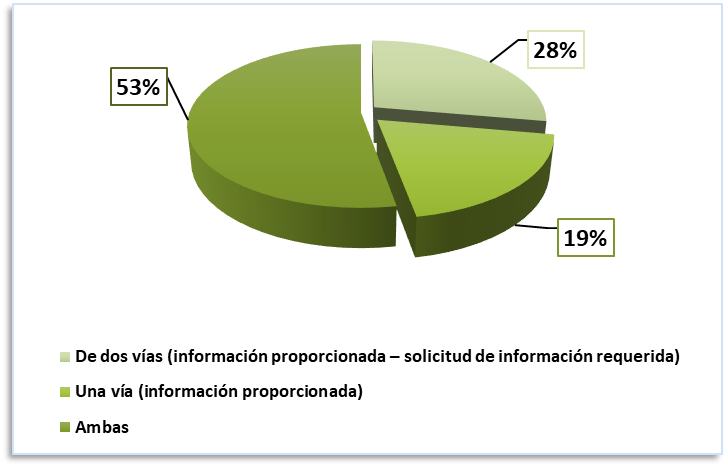 28%
53%
19%
De dos vías (información proporcionada – solicitud de información requerida)
Una vía (información proporcionada)
Ambas